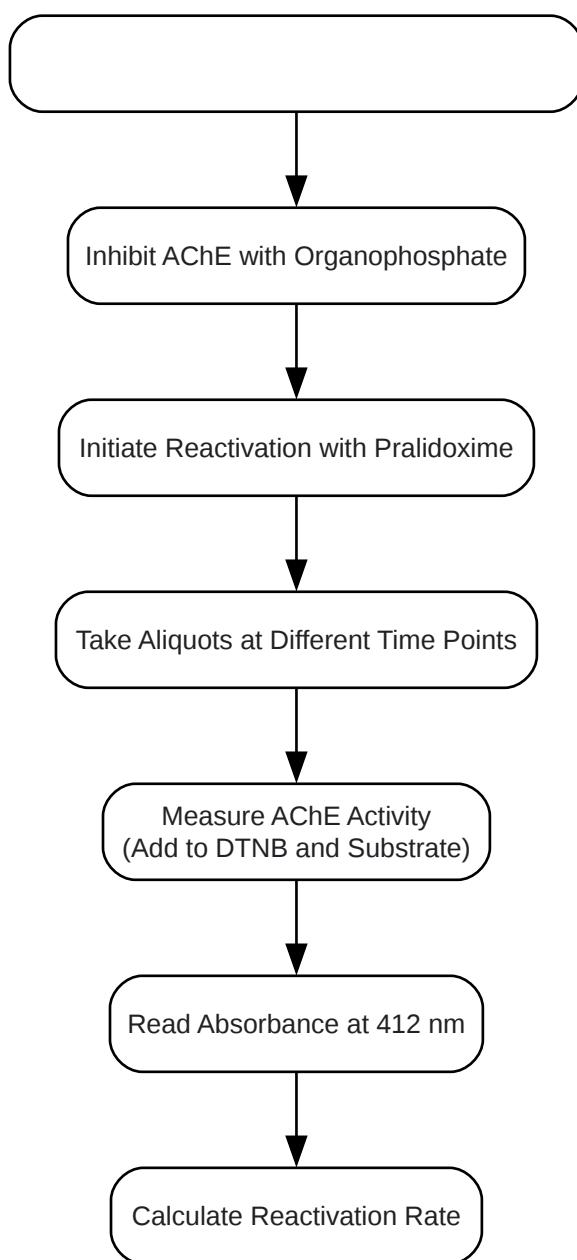 Inhibit AChE with Organophosphate
Initiate Reactivation with Pralidoxime
Take Aliquots at Different Time Points
Measure AChE Activity
(Add to DTNB and Substrate)
Read Absorbance at 412 nm
Calculate Reactivation Rate